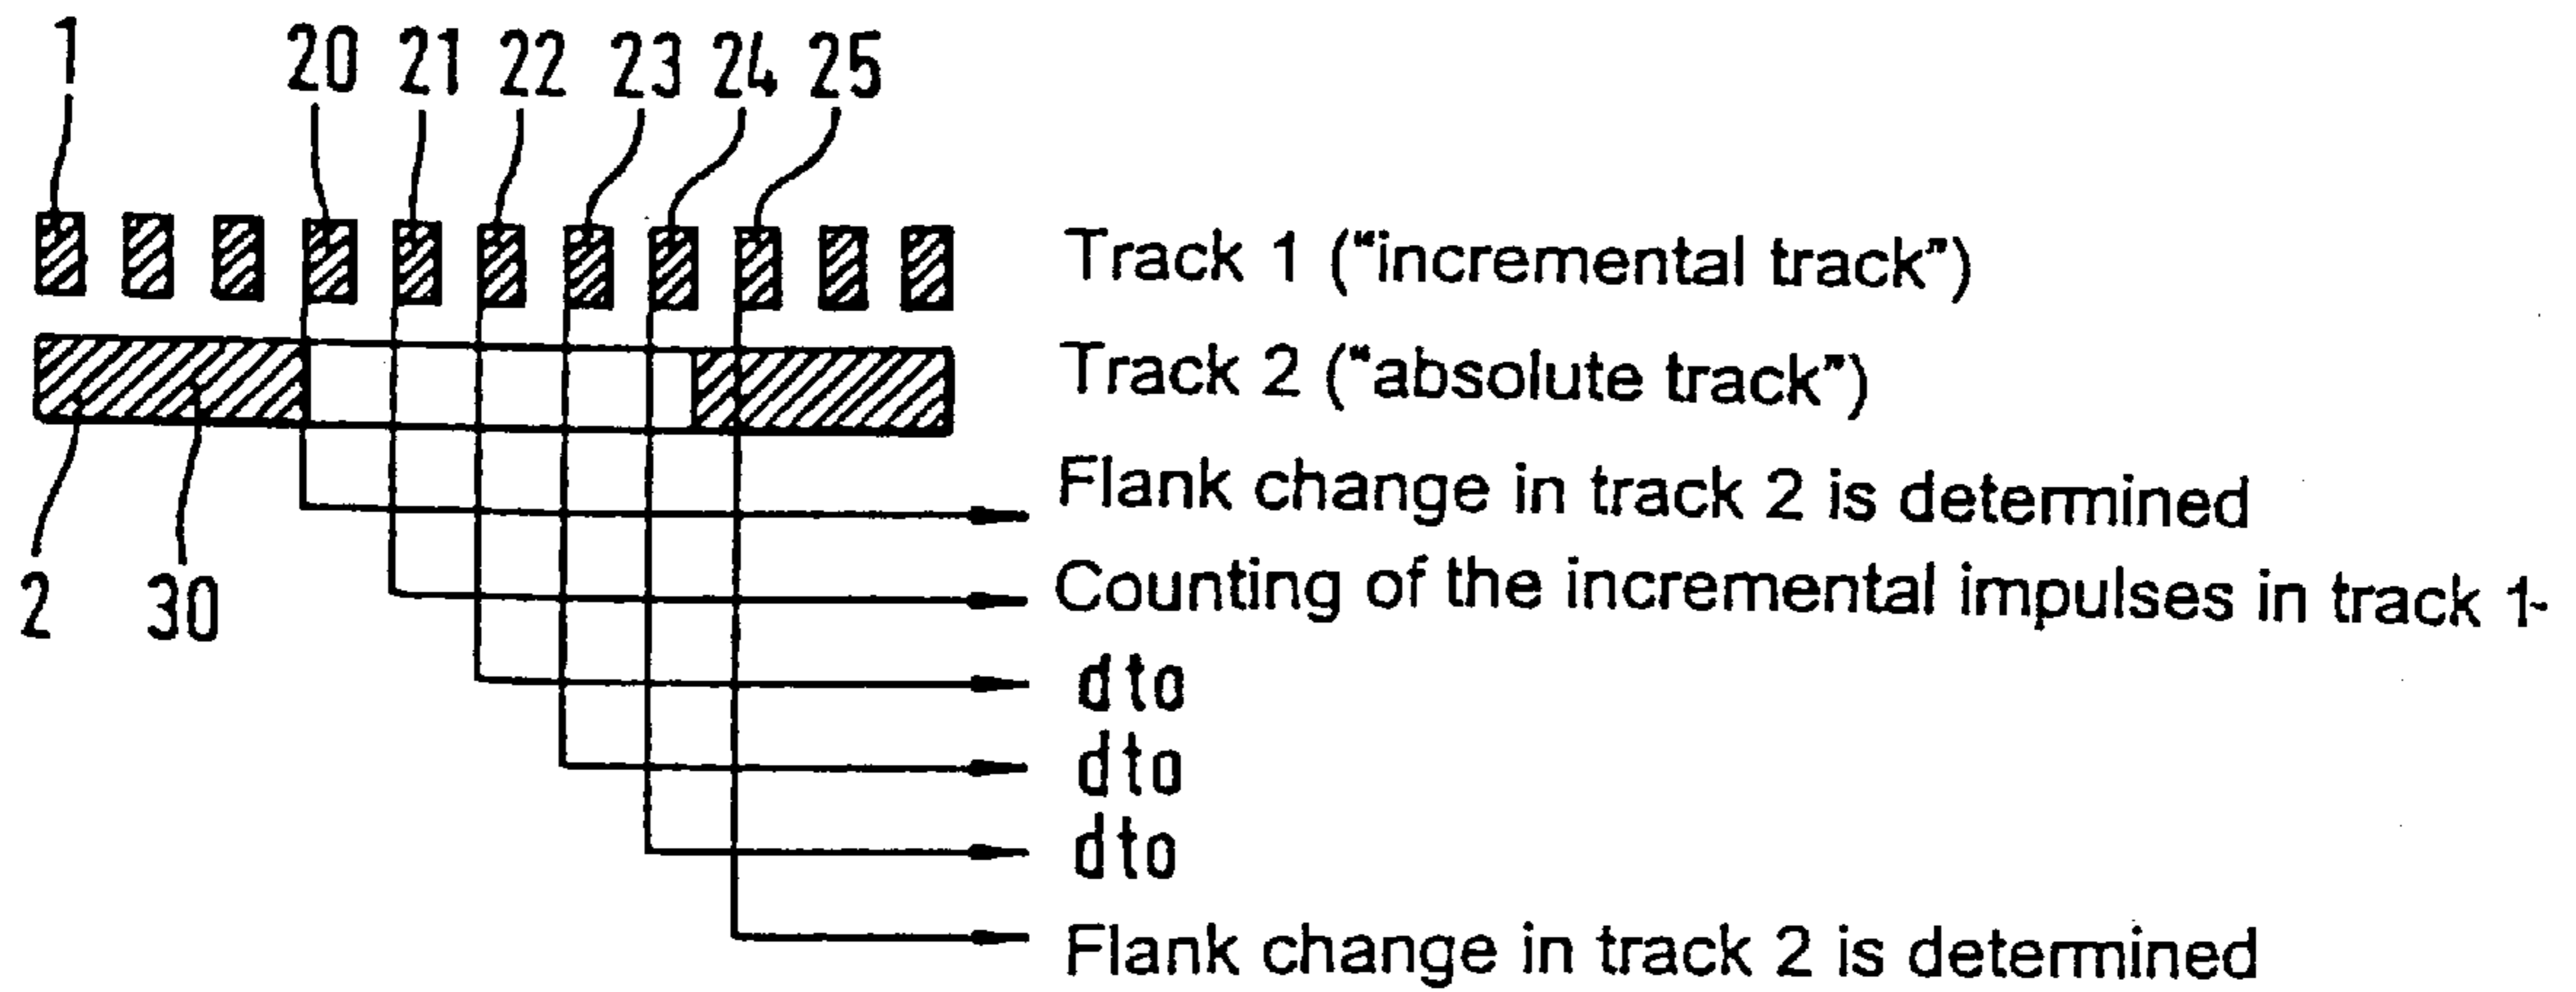 1 20 21 22 23 24 25
Track 1 (“incremental track”)
Track 2 (“absolute track”)
Flank change in track 2 is determined
2 30 Counting of the incremental impulses in track 1-
dto
dto
dto
Flank change in track 2 is determined